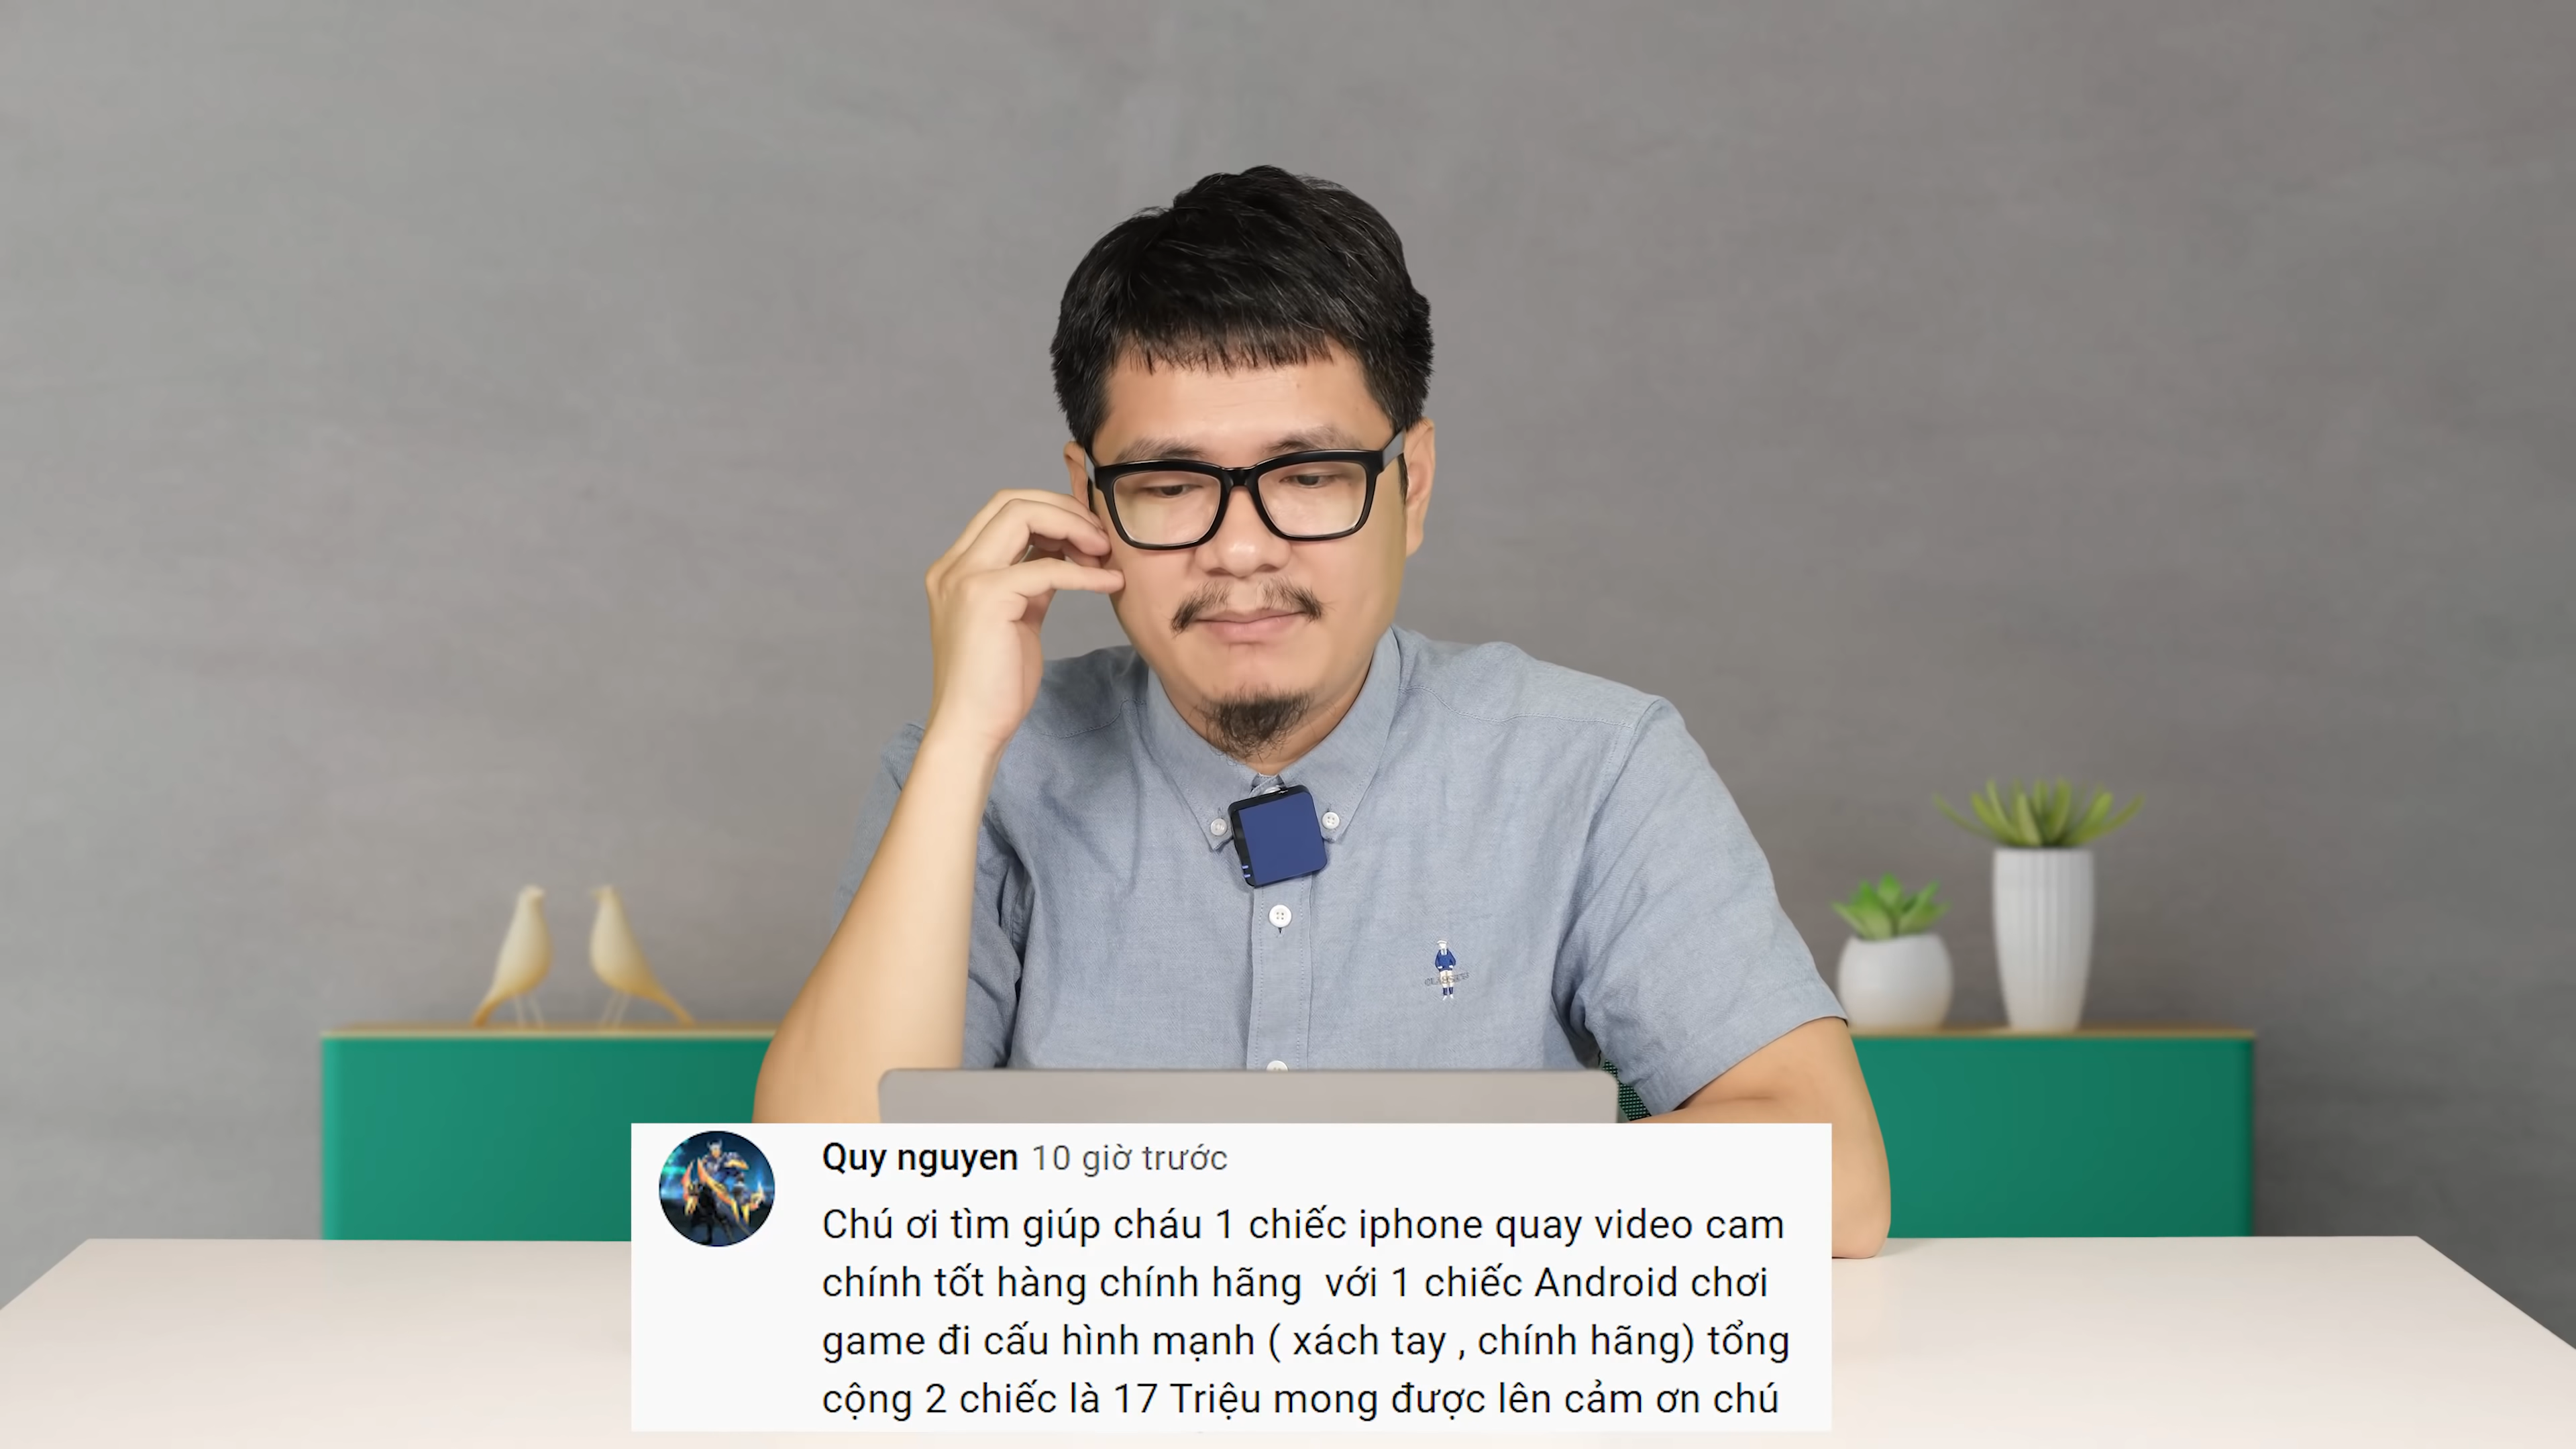 Quy nguyen 10 giờ trước
Chú ơi tìm giúp cháu 1 chiếc iphone quay video cam
chính tốt hàng chính hãng với 1 chiếc Android chơi
game đi cấu hình mạnh ( xách tay , chính hãng) tổng
cộng 2 chiếc là 17 Triệu mong được lên cảm ơn chú